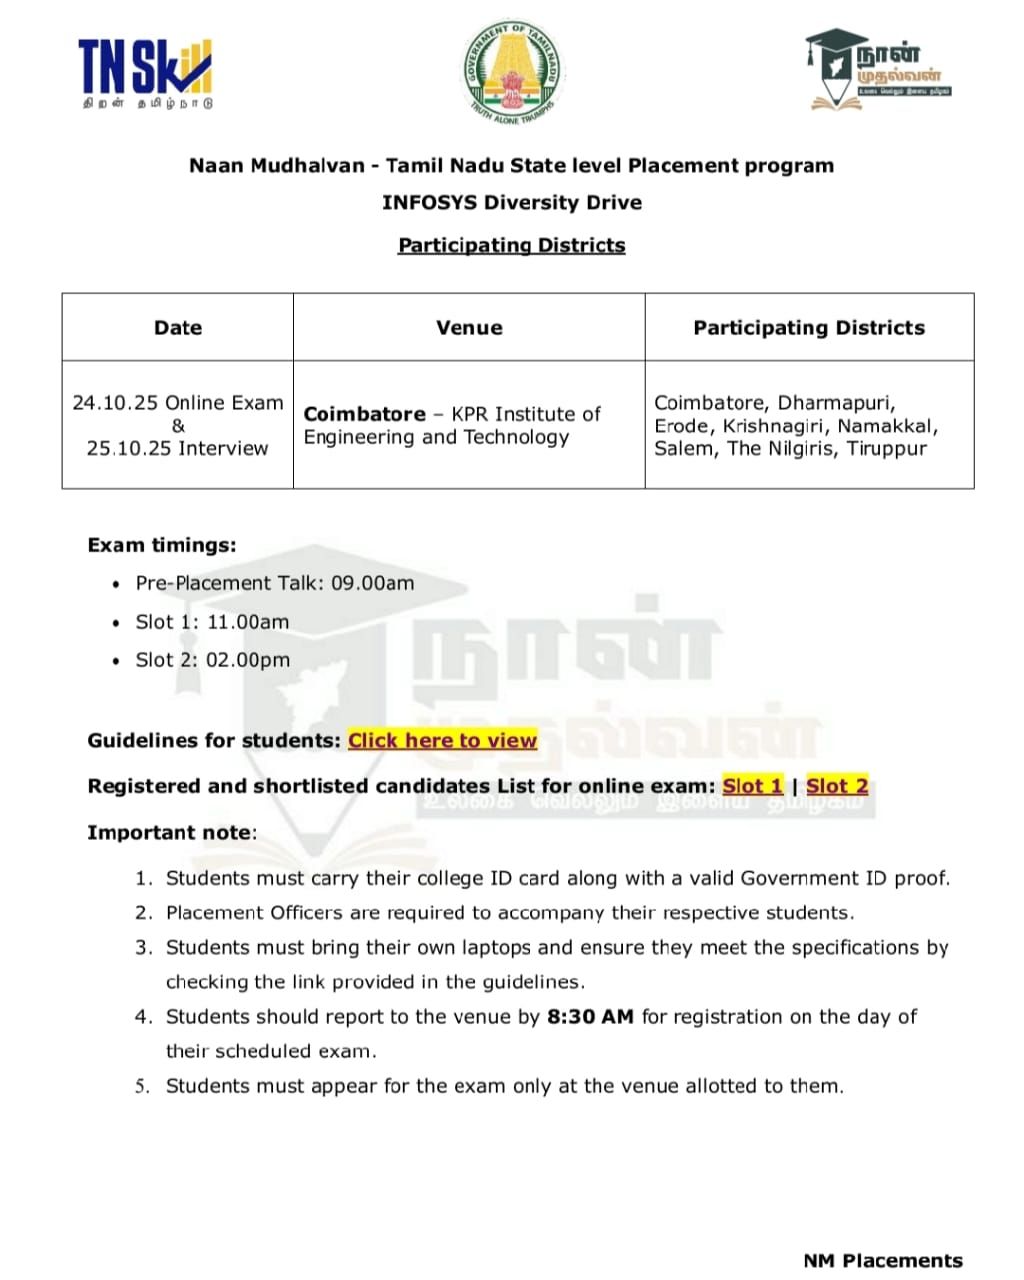 TN Skill
திறன் தமிழ்நாடு
GOVERNMENT OF TAMILNADU
TRUTH ALONE TRIUMPHS
நான்
முதல்வன்
உலகை வெல்லும் இளைய தமிழகம்
Naan Mudhalvan - Tamil Nadu State level Placement program
INFOSYS Diversity Drive
Participating Districts
Date
Venue
Participating Districts
24.10.25 Online Exam
&
25.10.25 Interview
Coimbatore – KPR Institute of
Engineering and Technology
Coimbatore, Dharmapuri,
Erode, Krishnagiri, Namakkal,
Salem, The Nilgiris, Tiruppur
Exam timings:
• Pre-Placement Talk: 09.00am
• Slot 1: 11.00am
• Slot 2: 02.00pm
நான்
முதல்வன்
உலகை வெல்லும் இளைய தமிழகம்
Guidelines for students: Click here to view
Registered and shortlisted candidates List for online exam: Slot 1 | Slot 2
Important note:
1. Students must carry their college ID card along with a valid Government ID proof.
2. Placement Officers are required to accompany their respective students.
3. Students must bring their own laptops and ensure they meet the specifications by
checking the link provided in the guidelines.
4. Students should report to the venue by 8:30 AM for registration on the day of
their scheduled exam.
5. Students must appear for the exam only at the venue allotted to them.
NM Placements